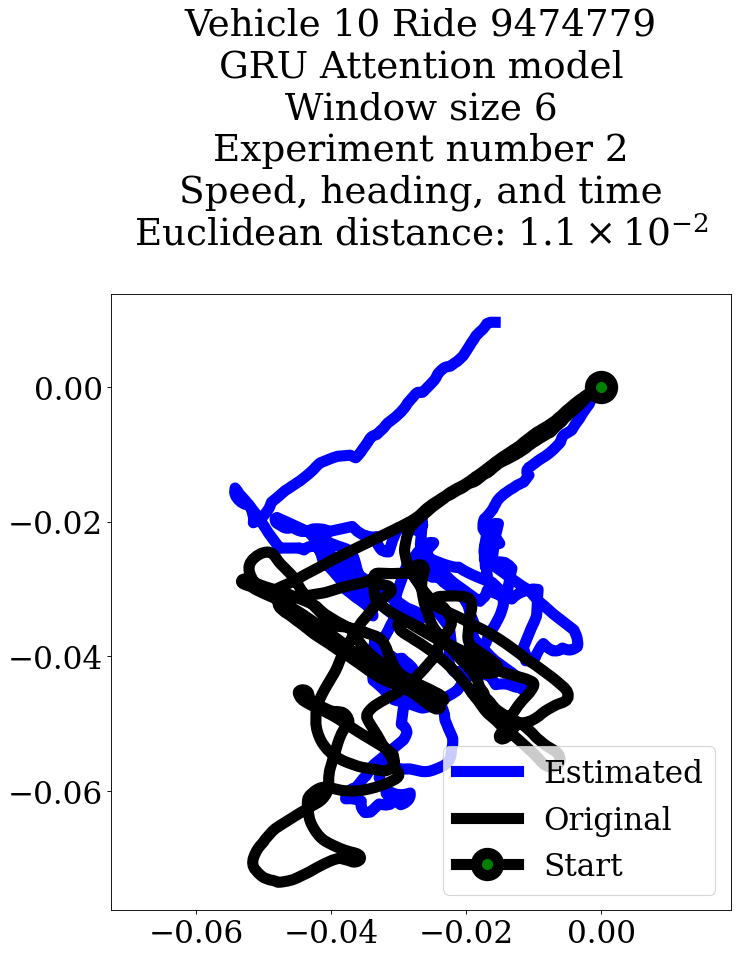 Vehicle 10 Ride 9474779
GRU Attention model
Window size 6
Experiment number 2
Speed, heading, and time
Euclidean distance: 1.1 × 10⁻²
0.00
−0.02
−0.04
−0.06
Estimated
Original
Start
−0.06 −0.04 −0.02 0.00